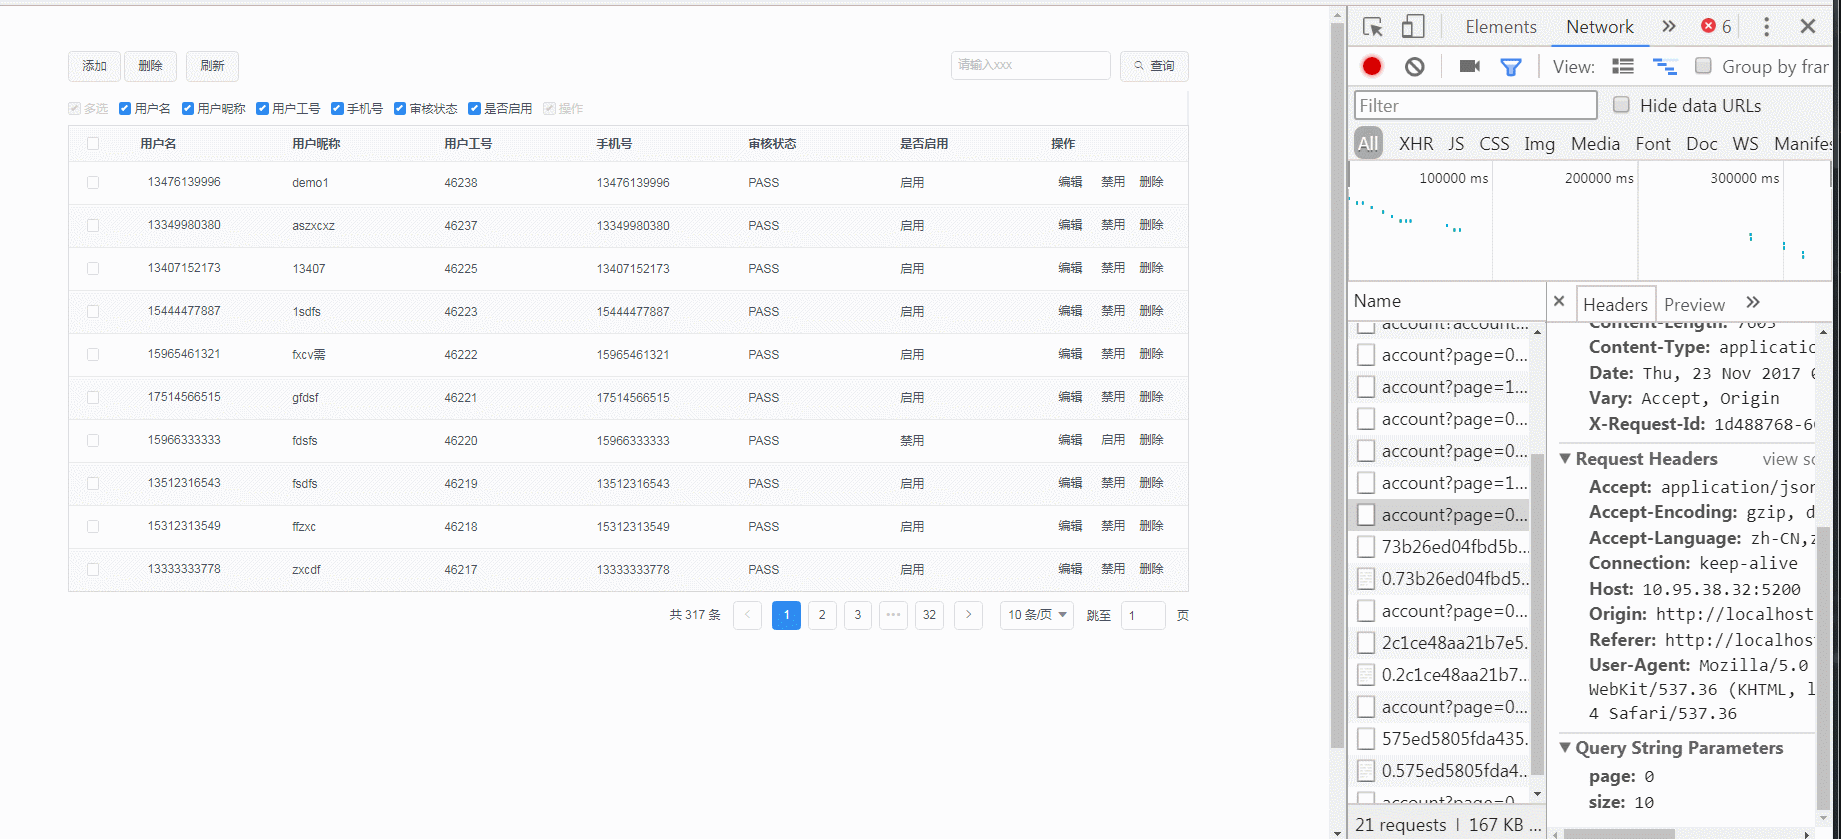 添加 删除 刷新 请输入xxx 查询
多选 用户名 用户昵称 用户工号 手机号 审核状态 是否启用 操作
用户名 用户昵称 用户工号 手机号 审核状态 是否启用 操作
13476139996 demo1 46238 13476139996 PASS 启用 编辑 禁用 删除
13349980380 aszxcxz 46237 13349980380 PASS 启用 编辑 禁用 删除
13407152173 13407 46225 13407152173 PASS 启用 编辑 禁用 删除
15444477887 1sdfs 46223 15444477887 PASS 启用 编辑 禁用 删除
15965461321 fxcv需 46222 15965461321 PASS 启用 编辑 禁用 删除
17514566515 gfdsf 46221 17514566515 PASS 启用 编辑 禁用 删除
15966333333 fdsfs 46220 15966333333 PASS 禁用 编辑 启用 删除
13512316543 fsdfs 46219 13512316543 PASS 启用 编辑 禁用 删除
15312313549 ffzxc 46218 15312313549 PASS 启用 编辑 禁用 删除
13333333778 zxcdf 46217 13333333778 PASS 启用 编辑 禁用 删除
共 317 条 < 1 2 3 ••• 32 > 10 条/页 跳至 1 页
Elements Network » 6
View: Group by frar
Filter Hide data URLs
All XHR JS CSS Img Media Font Doc WS Manifes
100000 ms 200000 ms 300000 ms
Name
account?account...
account?page=0...
account?page=1...
account?page=0...
account?page=0...
account?page=1...
account?page=0...
73b26ed04fbd5b...
0.73b26ed04fbd5...
account?page=0...
2c1ce48aa21b7e5.
0.2c1ce48aa21b7...
account?page=0...
575ed5805fda435.
0.575ed5805fda4...
account?page=0
21 requests | 167 KB ...
× Headers Preview »
Content-Length: 7603
Content-Type: applicatio
Date: Thu, 23 Nov 2017 0
Vary: Accept, Origin
X-Request-Id: 1d488768-6
Request Headers view so
Accept: application/json
Accept-Encoding: gzip, d
Accept-Language: zh-CN,z
Connection: keep-alive
Host: 10.95.38.32:5200
Origin: http://localhost
Referer: http://localhos
User-Agent: Mozilla/5.0
WebKit/537.36 (KHTML, l
4 Safari/537.36
Query String Parameters
page: 0
size: 10